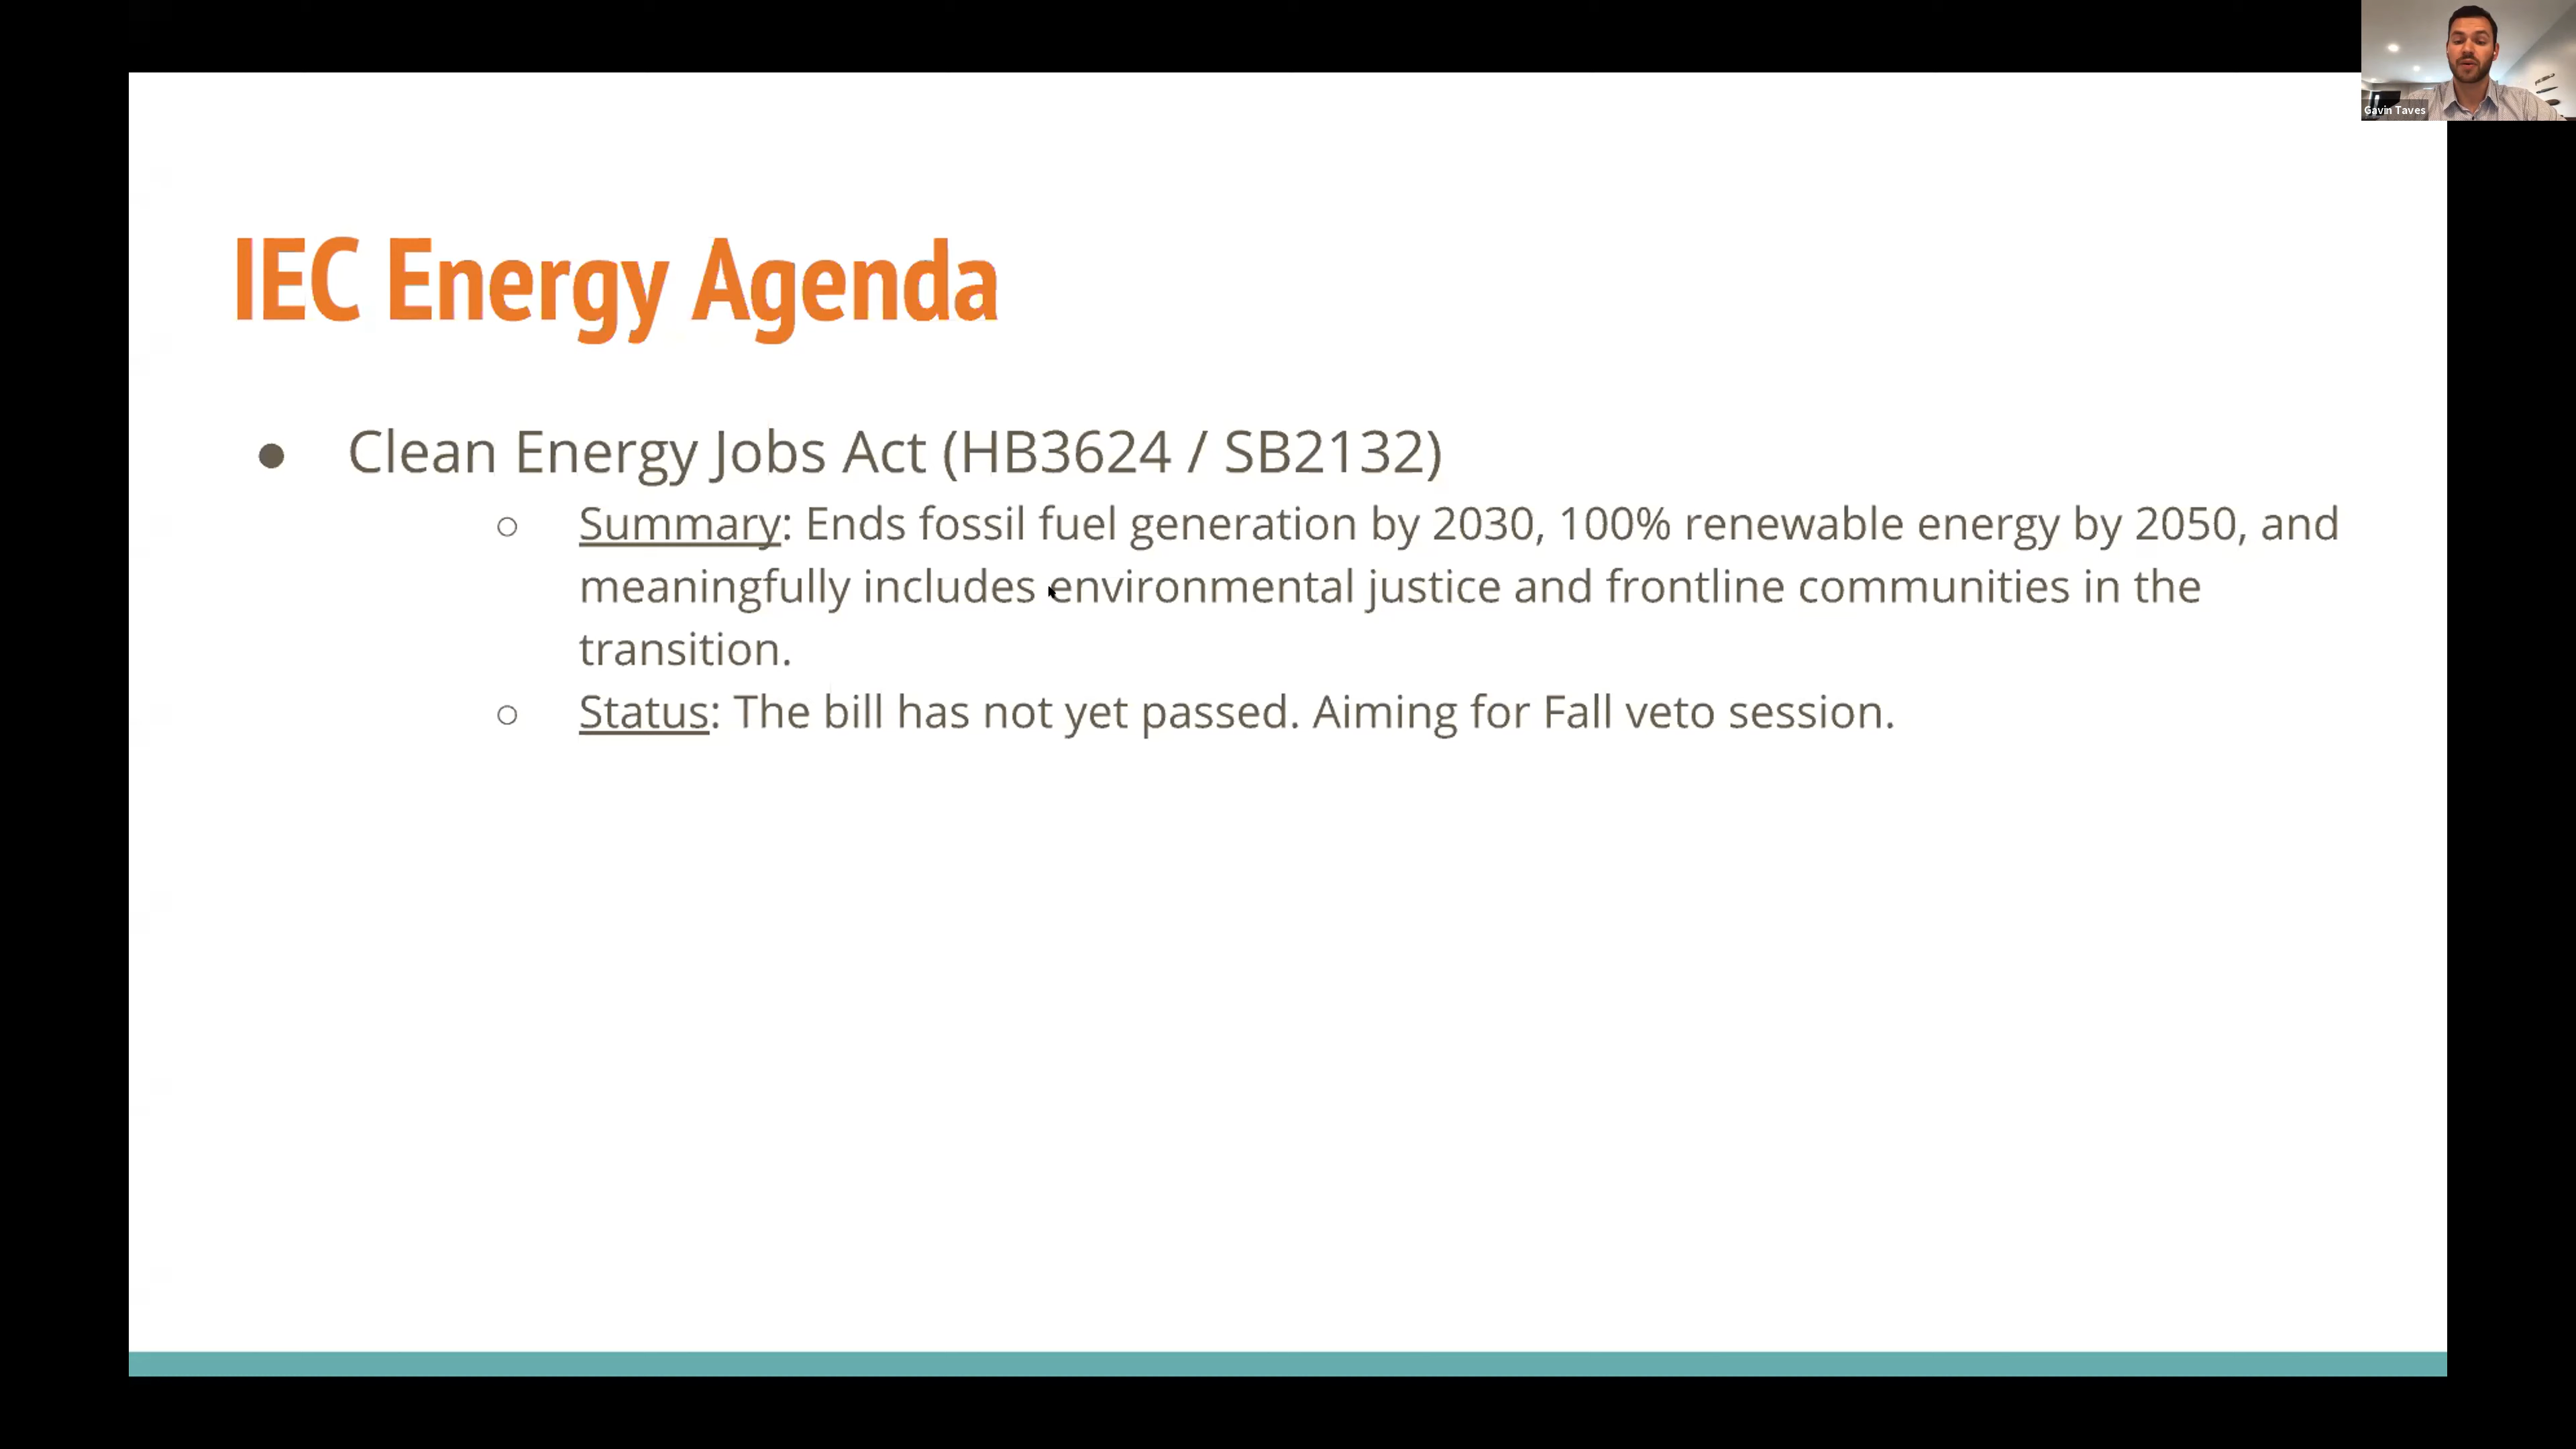 Gavin Taves
IEC Energy Agenda
● Clean Energy Jobs Act (HB3624 / SB2132)
○ Summary: Ends fossil fuel generation by 2030, 100% renewable energy by 2050, and
meaningfully includes environmental justice and frontline communities in the
transition.
○ Status: The bill has not yet passed. Aiming for Fall veto session.